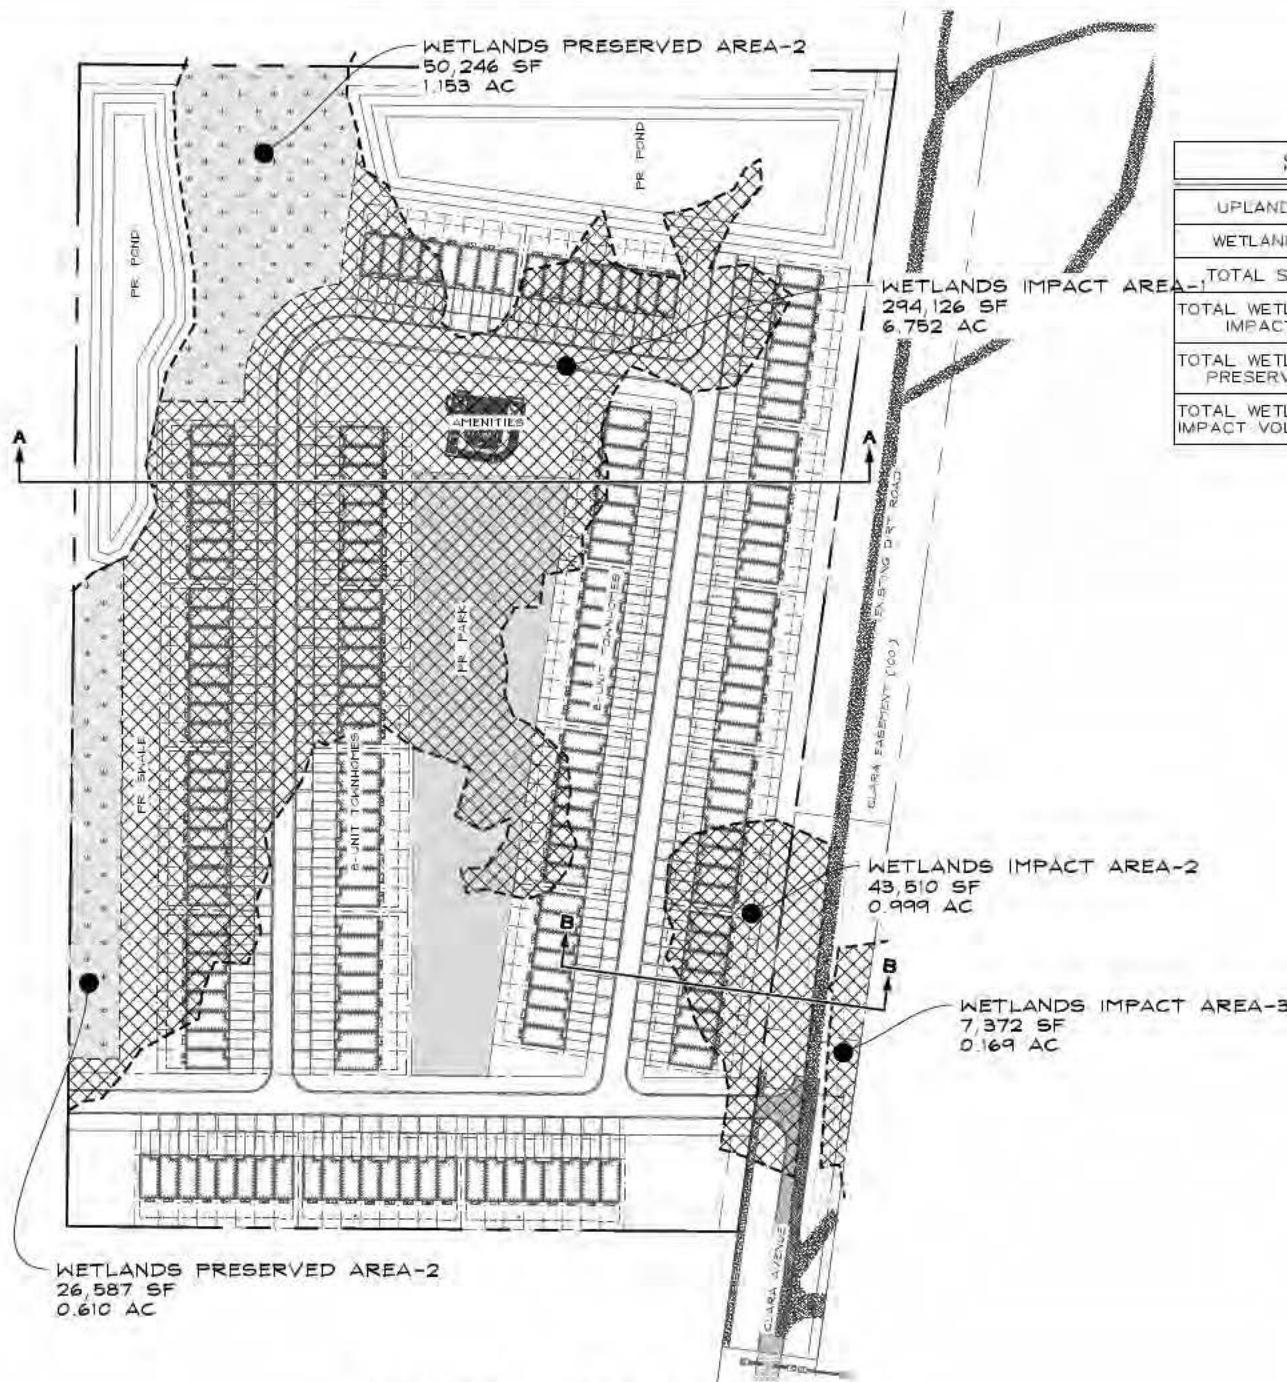 WETLANDS PRESERVED AREA-2
50,246 SF
1.153 AC
PR POND
PR POND
WETLANDS IMPACT AREA-1
294,126 SF
6.752 AC
UPLAND
WETLAN
TOTAL S
TOTAL WETL
IMPAC
TOTAL WETL
PRESERV
TOTAL WETL
IMPACT VOL
A
A
AMENITIES
EXISTING DIRT ROAD
CLARA EASEMENT (100')
PR PARK
8-UNIT TOWNHOMES
PR SWALE
8-UNIT TOWNHOMES
WETLANDS IMPACT AREA-2
43,510 SF
0.999 AC
B
B
WETLANDS IMPACT AREA-3
7,372 SF
0.169 AC
CLARA AVENUE
WETLANDS PRESERVED AREA-2
26,587 SF
0.610 AC